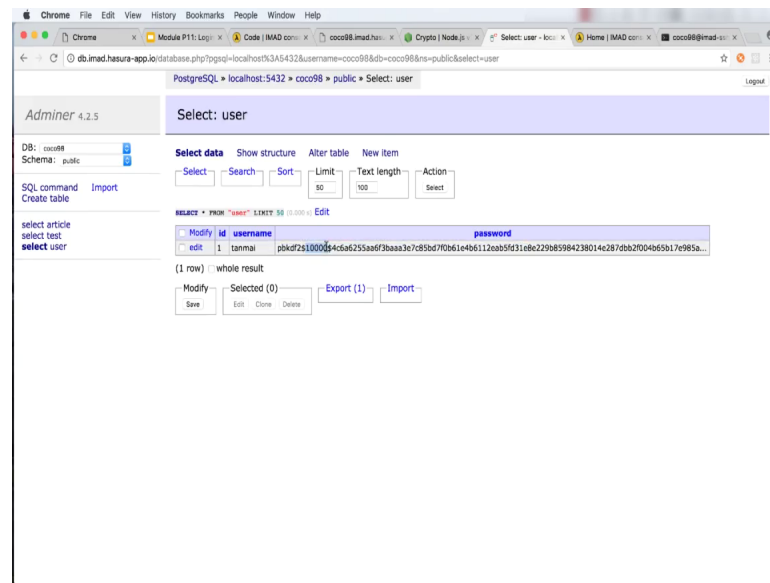 Chrome File Edit View History Bookmarks People Window Help
Chrome Module P11: Login Code | IMAD cons coco98.imad.hasu Crypto | Node.js v Select: user - local Home | IMAD cons coco98@imad-ssh
db.imad.hasura-app.io/database.php?pgsql=localhost%3A5432&username=coco98&db=coco98&ns=public&select=user
PostgreSQL » localhost:5432 » coco98 » public » Select: user
Logout
Adminer 4.2.5
Select: user
DB: coco98
Schema: public
SQL command Import
Create table
select article
select test
select user
Select data Show structure Alter table New item
Select Search Sort Limit Text length Action
50 100 Select
SELECT * FROM "user" LIMIT 50 (0.000 s) Edit
Modify id username password
edit 1 tanmai pbkdf2$10000$4c6a6255aa6f3baaa3e7c85bd7f0b61e4b6112eab5fd31e8e229b85984238014e287dbb2f004b65b17e985a...
(1 row) whole result
Modify Selected (0) Export (1) Import
Save Edit Clone Delete